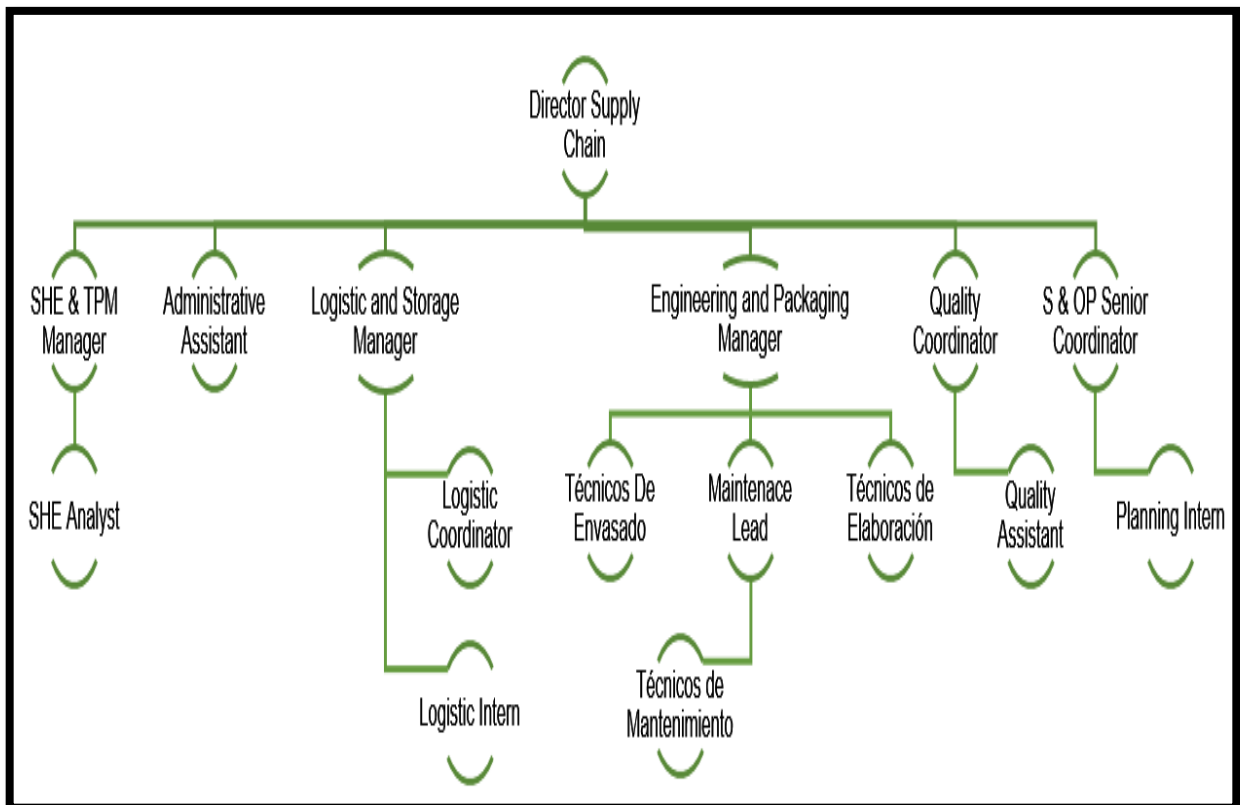 Director Supply
Chain
SHE & TPM
Manager
Administrative
Assistant
Logistic and Storage
Manager
Engineering and Packaging
Manager
Quality
Coordinator
S & OP Senior
Coordinator
SHE Analyst
Logistic
Coordinator
Técnicos De
Envasado
Maintenace
Lead
Técnicos de
Elaboración
Quality
Assistant
Planning Intern
Logistic Intern
Técnicos de
Mantenimiento